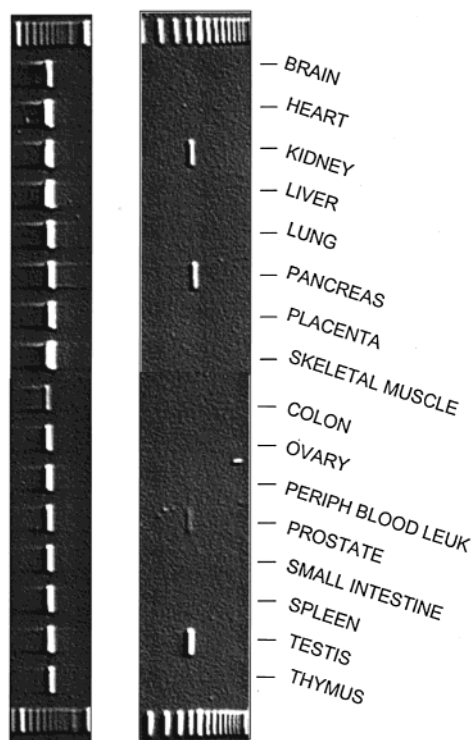 BRAIN
HEART
KIDNEY
LIVER
LUNG
PANCREAS
PLACENTA
SKELETAL MUSCLE
COLON
OVARY
PERIPH BLOOD LEUK
PROSTATE
SMALL INTESTINE
SPLEEN
TESTIS
THYMUS